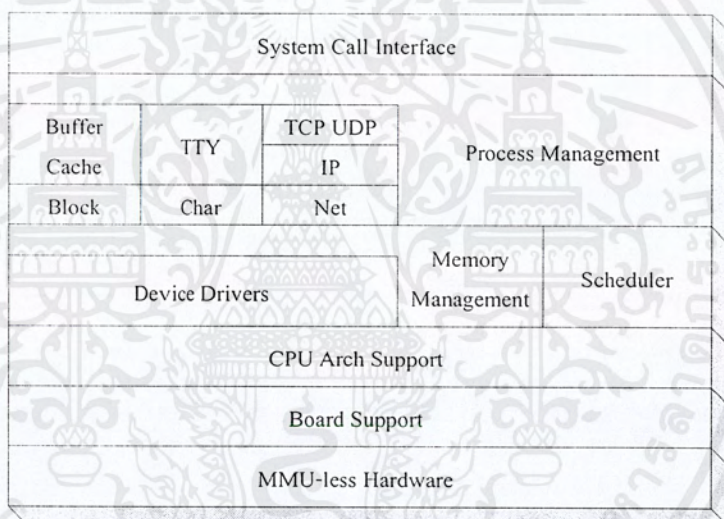 System Call Interface
Buffer
Cache
TTY
TCP UDP
IP
Process Management
Block
Char
Net
Device Drivers
Memory
Management
Scheduler
CPU Arch Support
Board Support
MMU-less Hardware